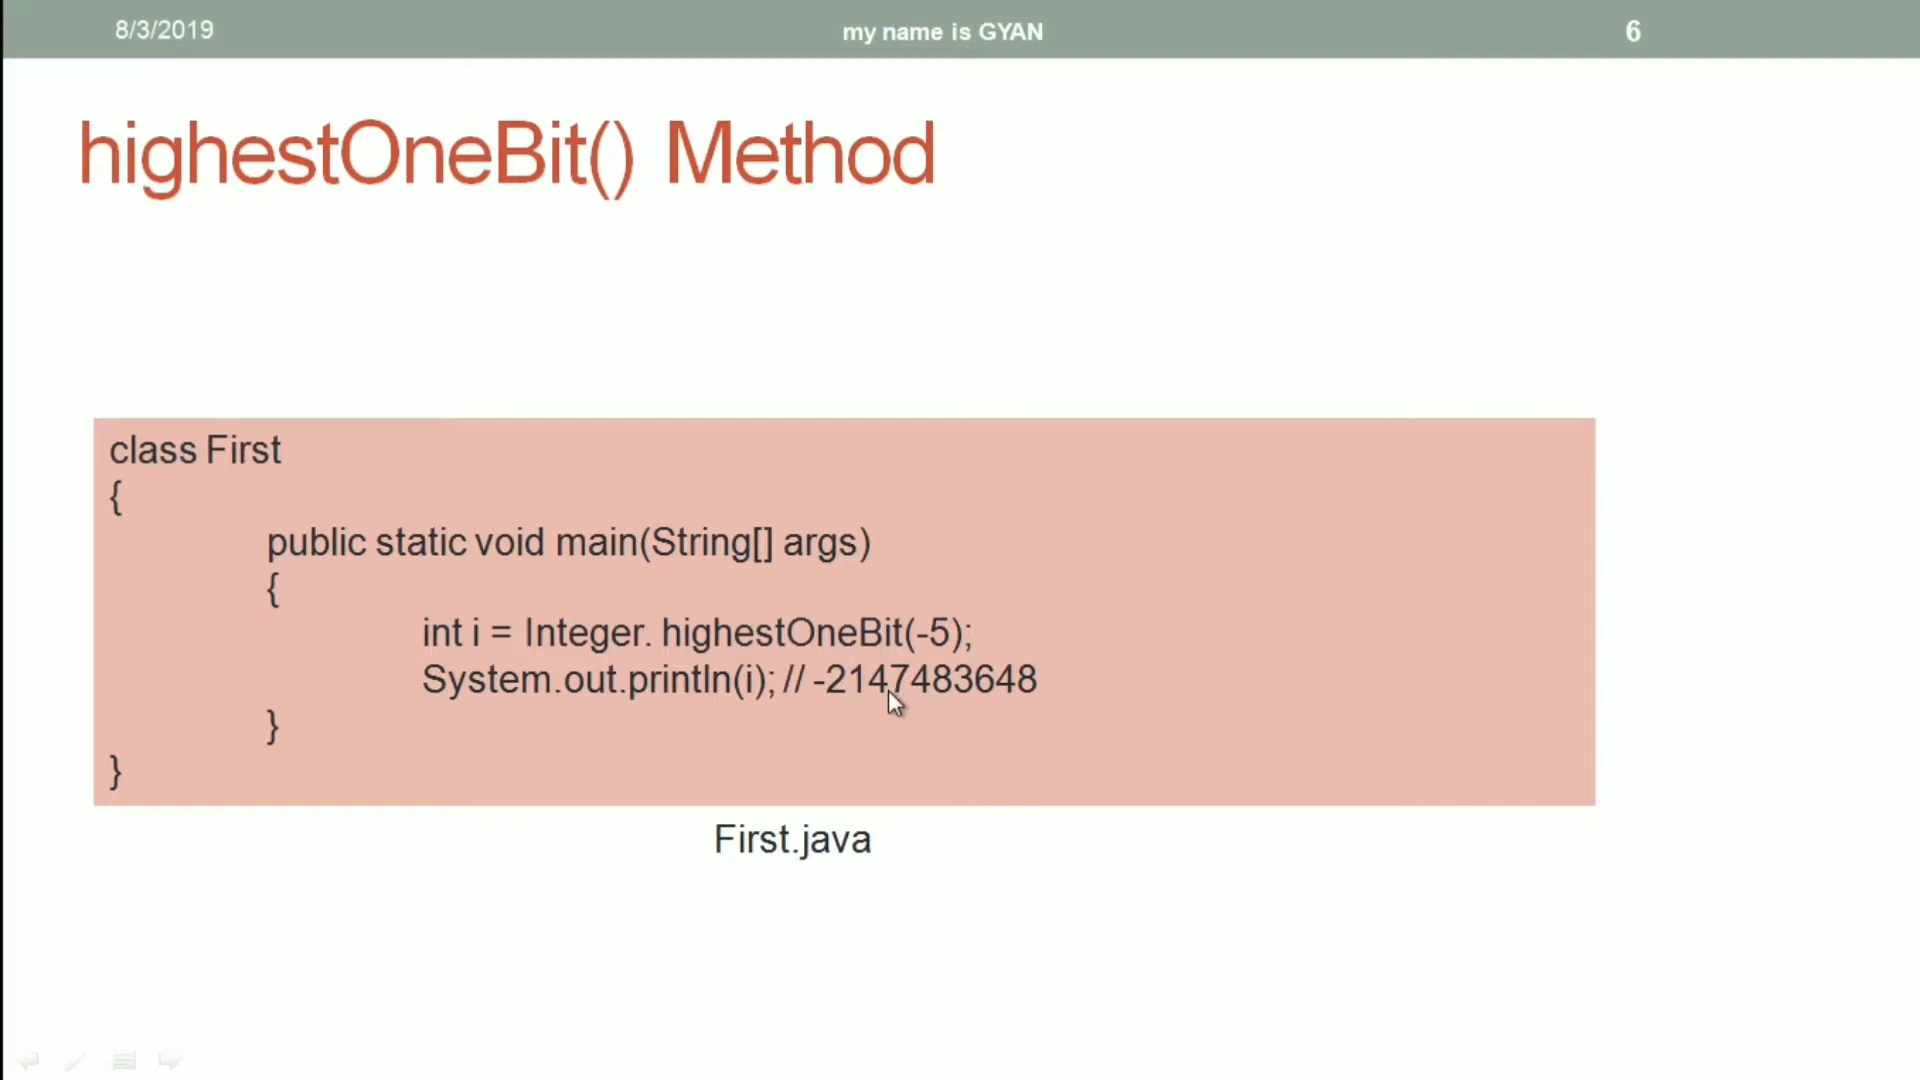 8/3/2019
my name is GYAN
6
highestOneBit() Method
class First
{
public static void main(String[] args)
{
int i = Integer. highestOneBit(-5);
System.out.println(i); // -2147483648
}
}
First.java